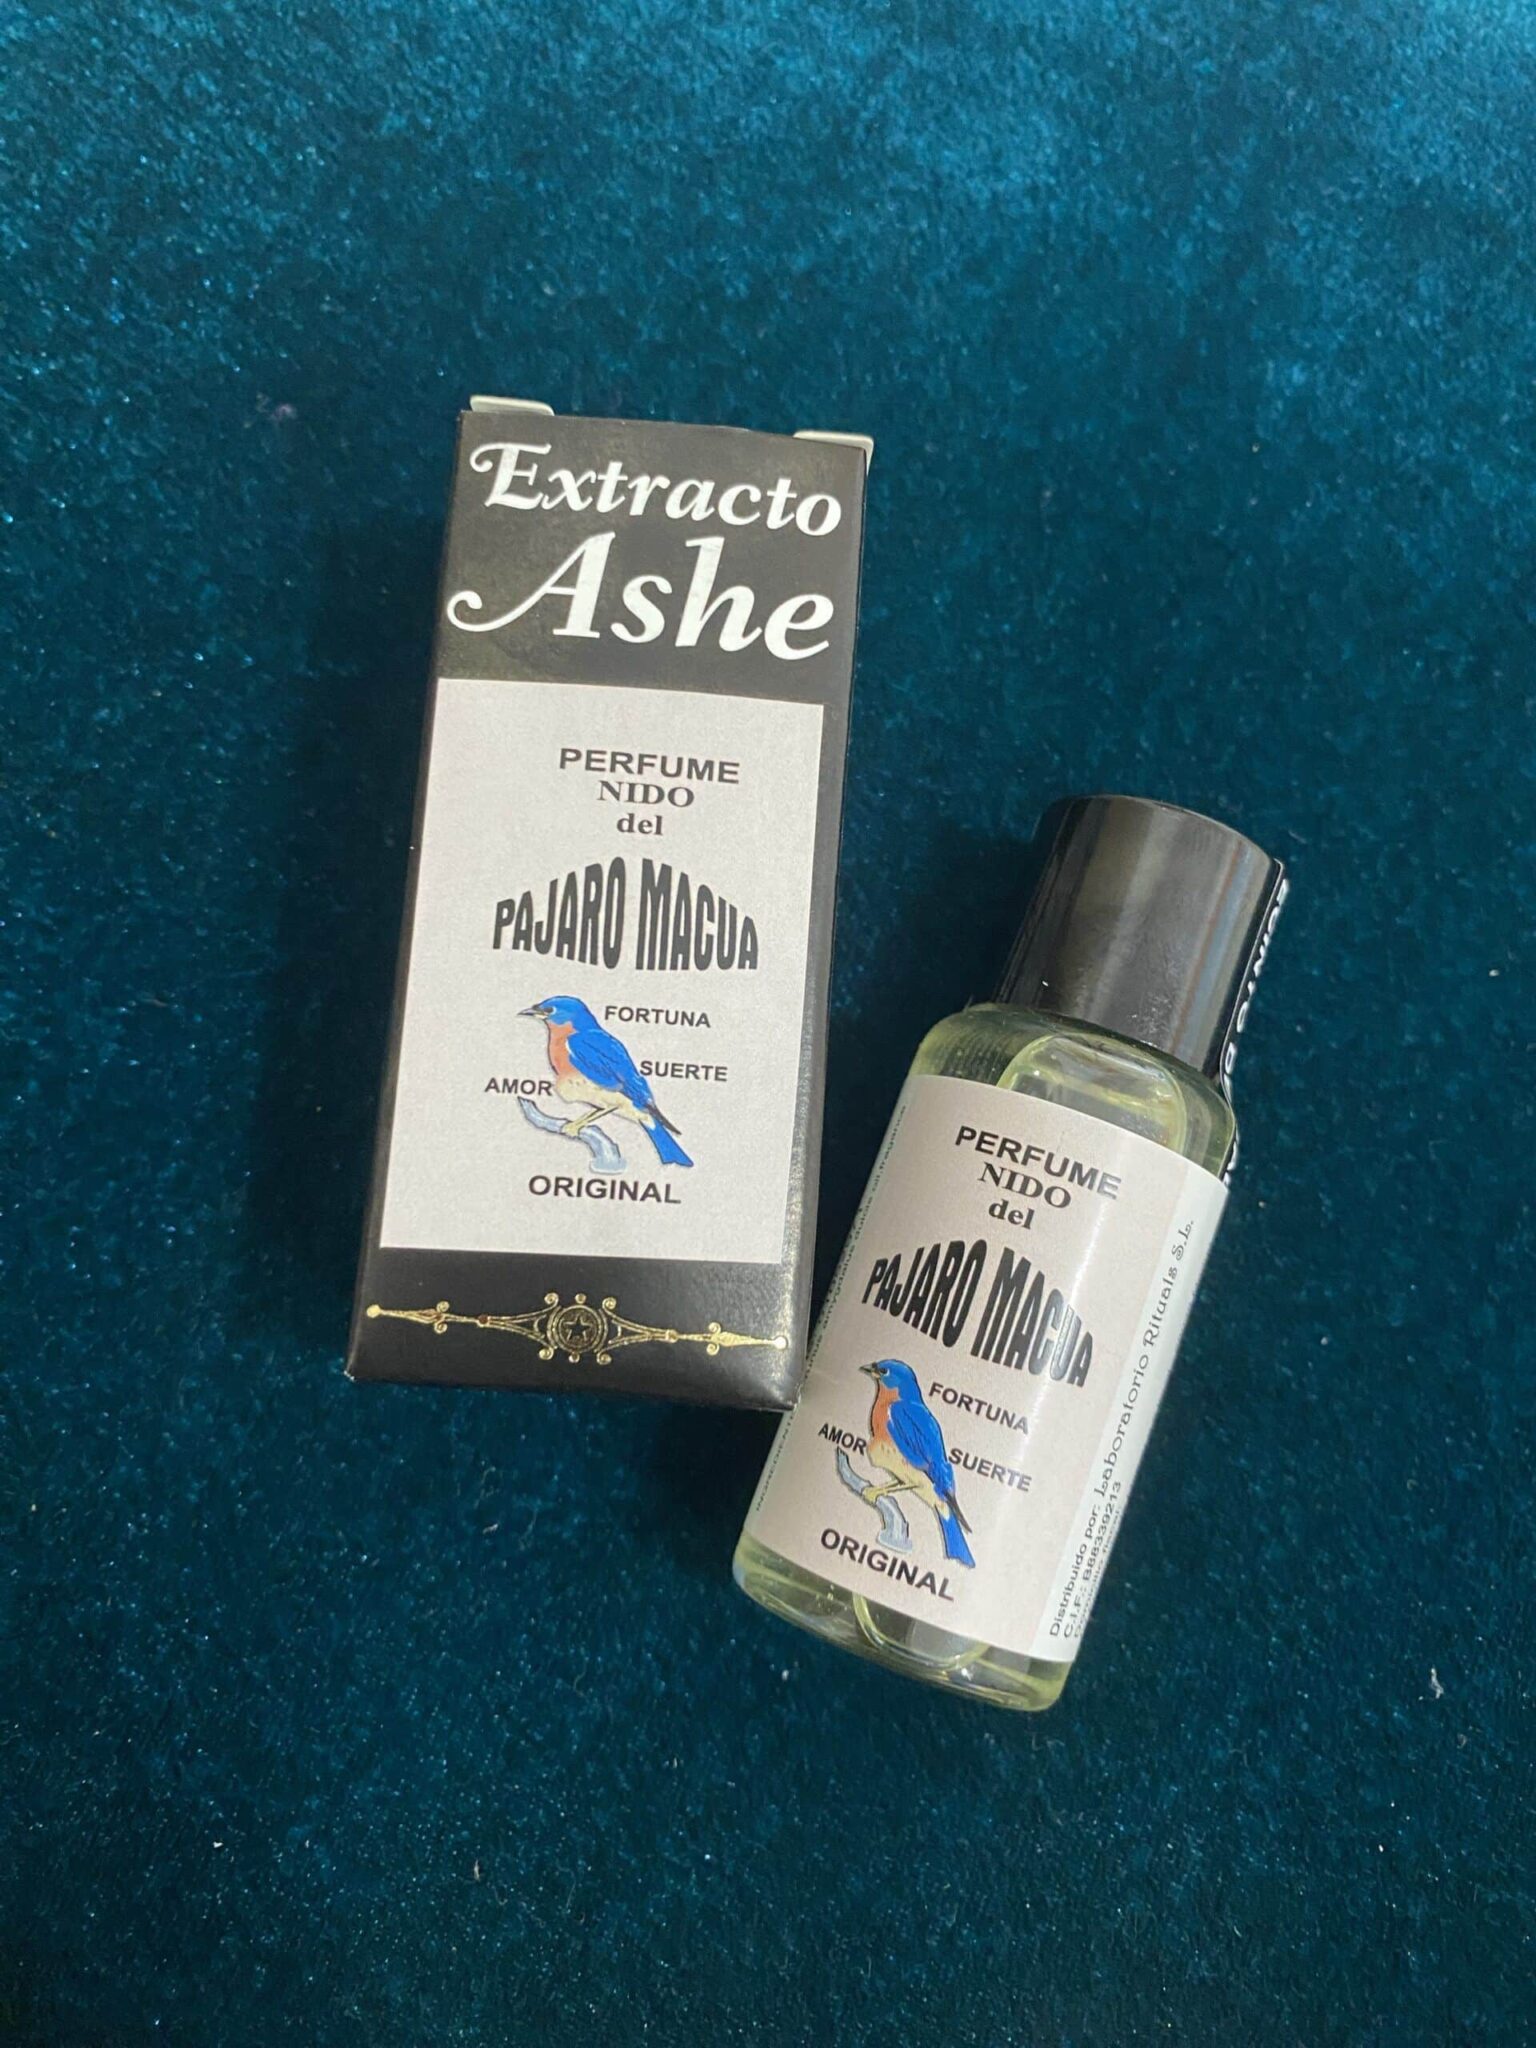 Extracto
Ashe
PERFUME
NIDO
del
PAJARO MACUA
FORTUNA
SUERTE
AMOR
ORIGINAL
PERFUME
NIDO
del
PAJARO MACUA
FORTUNA
AMOR
SUERTE
ORIGINAL
Distribuido por: Laboratorio Rituals S.L.
C.I.F.: B88339213